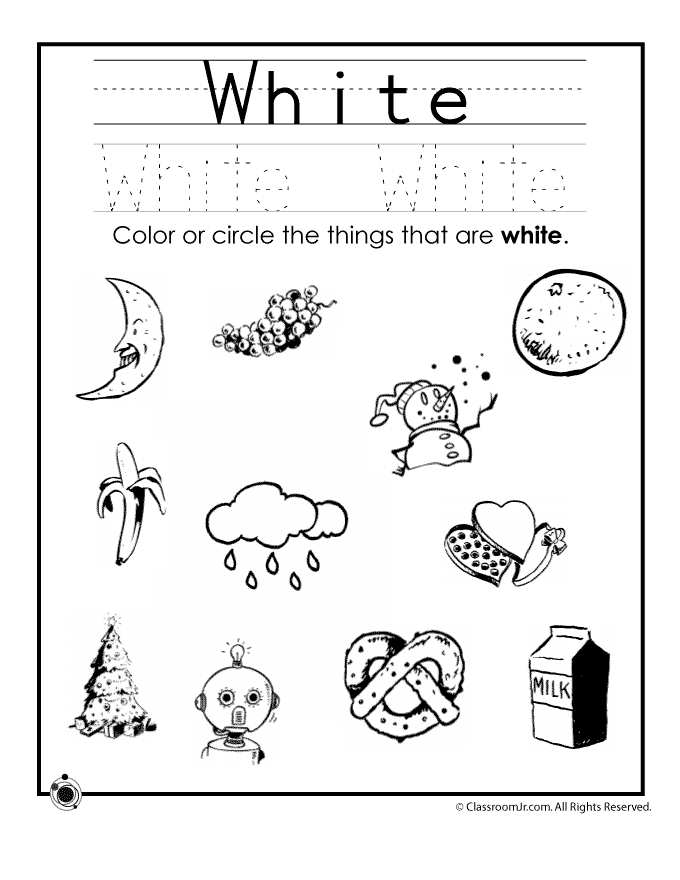 White
White White
Color or circle the things that are white.
MILK
© ClassroomJr.com. All Rights Reserved.